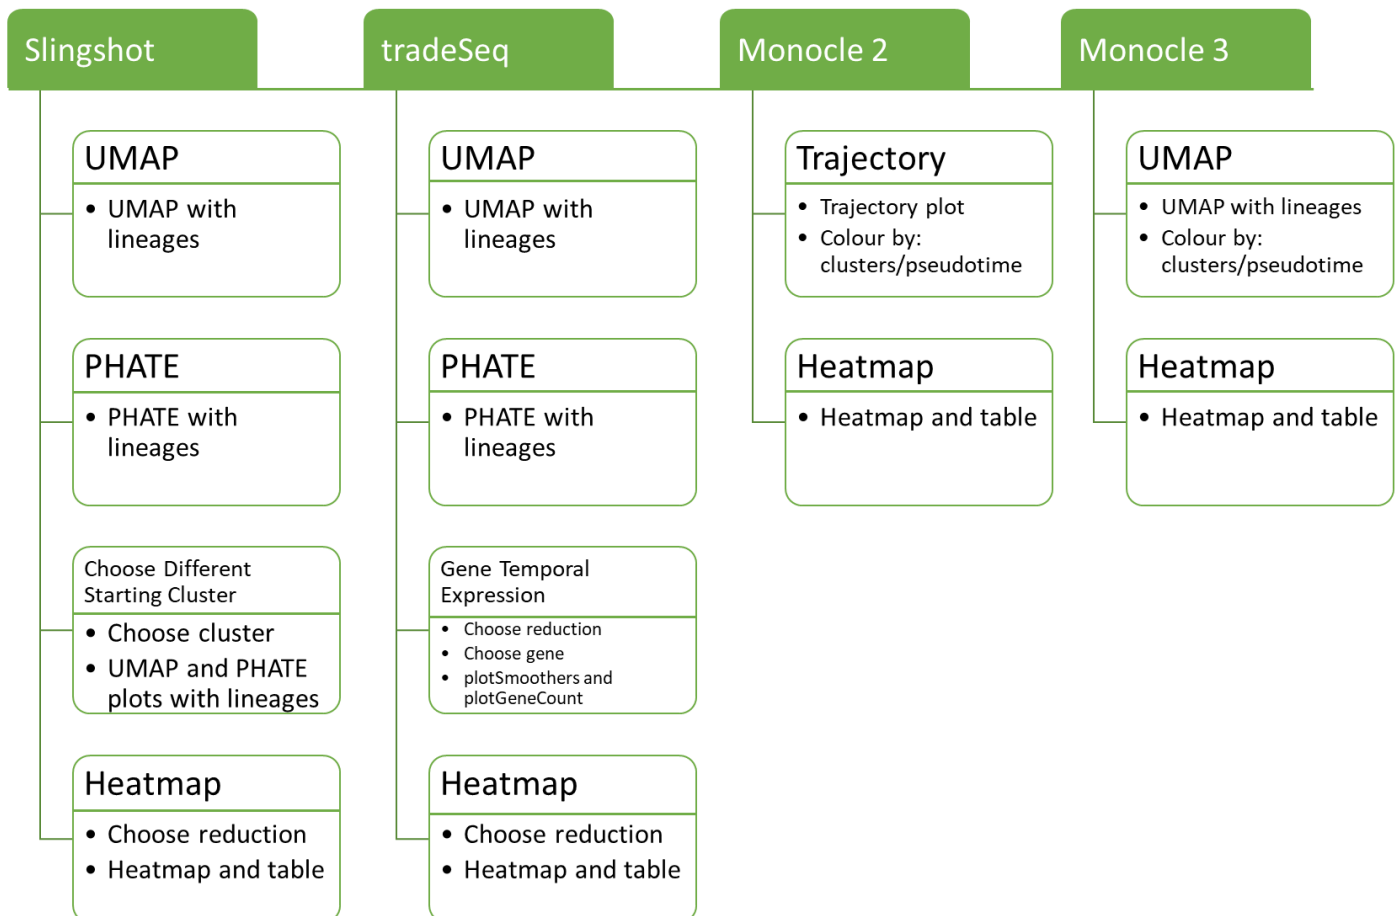 Slingshot
UMAP
• UMAP with
lineages
PHATE
• PHATE with
lineages
Choose Different
Starting Cluster
• Choose cluster
• UMAP and PHATE
plots with lineages
Heatmap
• Choose reduction
• Heatmap and table
tradeSeq
UMAP
• UMAP with
lineages
PHATE
• PHATE with
lineages
Gene Temporal
Expression
• Choose reduction
• Choose gene
• plotSmoothers and
plotGeneCount
Heatmap
• Choose reduction
• Heatmap and table
Monocle 2
Trajectory
• Trajectory plot
• Colour by:
clusters/pseudotime
Heatmap
• Heatmap and table
Monocle 3
UMAP
• UMAP with lineages
• Colour by:
clusters/pseudotime
Heatmap
• Heatmap and table